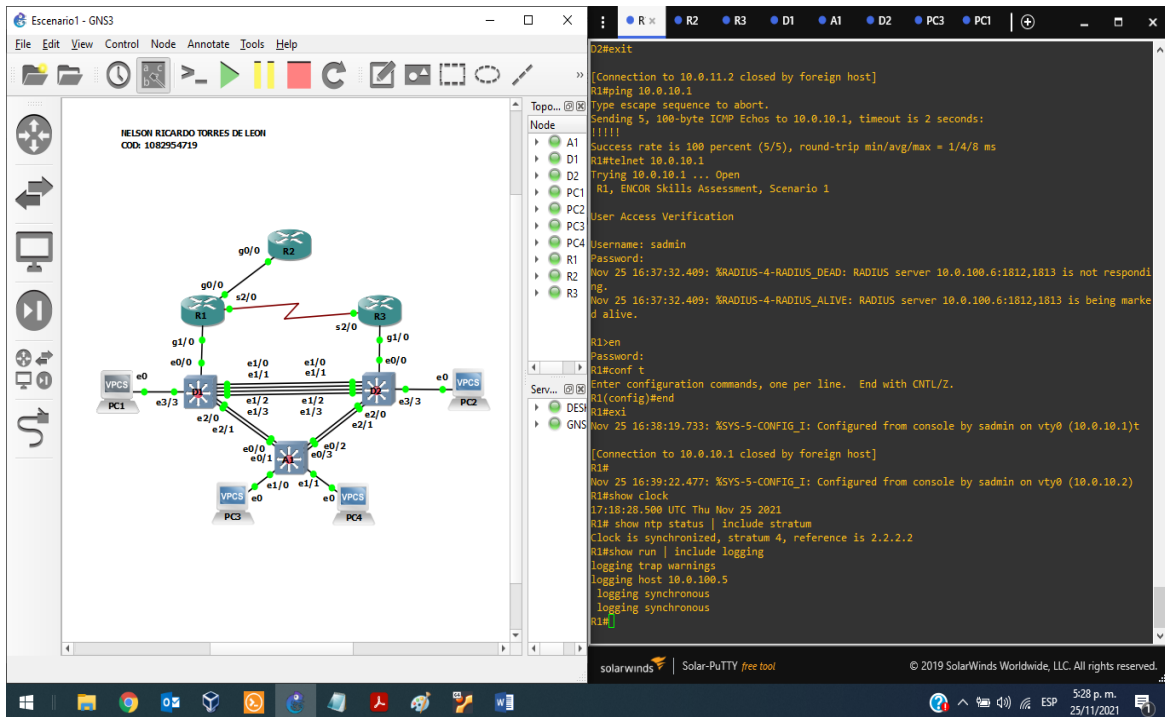 Escenario1 - GNS3
File Edit View Control Node Annotate Tools Help
NELSON RICARDO TORRES DE LEON
COD: 1082954719
g0/0
R2
g0/0
s2/0
R1
s2/0
R3
g1/0
g1/0
e0/0
e1/0
e1/0
e0/0
e1/1
e1/1
VPCS
e0
e0
VPCS
D1
D2
PC1
e3/3
e1/2
e1/2
e3/3
PC2
e1/3
e1/3
e2/0
e2/0
e2/1
e2/1
e0/0
e0/2
e0/1
A1
e0/3
e1/0
e1/1
VPCS
e0
e0
VPCS
PC3
PC4
Topo...
Node
A1
D1
D2
PC1
PC2
PC3
PC4
R1
R2
R3
Serv...
DESI
GNS
R
R2
R3
D1
A1
D2
PC3
PC1
D2#exit
[Connection to 10.0.11.2 closed by foreign host]
R1#ping 10.0.10.1
Type escape sequence to abort.
Sending 5, 100-byte ICMP Echos to 10.0.10.1, timeout is 2 seconds:
!!!!!
Success rate is 100 percent (5/5), round-trip min/avg/max = 1/4/8 ms
R1#telnet 10.0.10.1
Trying 10.0.10.1 ... Open
R1, ENCOR Skills Assessment, Scenario 1
User Access Verification
Username: sadmin
Password:
Nov 25 16:37:32.409: %RADIUS-4-RADIUS_DEAD: RADIUS server 10.0.100.6:1812,1813 is not respondi
ng.
Nov 25 16:37:32.409: %RADIUS-4-RADIUS_ALIVE: RADIUS server 10.0.100.6:1812,1813 is being marke
d alive.
R1>en
Password:
R1#conf t
Enter configuration commands, one per line.  End with CNTL/Z.
R1(config)#end
R1#exi
Nov 25 16:38:19.733: %SYS-5-CONFIG_I: Configured from console by sadmin on vty0 (10.0.10.1)t
[Connection to 10.0.10.1 closed by foreign host]
R1#
Nov 25 16:39:22.477: %SYS-5-CONFIG_I: Configured from console by sadmin on vty0 (10.0.10.2)
R1#show clock
17:18:28.500 UTC Thu Nov 25 2021
R1# show ntp status | include stratum
Clock is synchronized, stratum 4, reference is 2.2.2.2
R1#show run | include logging
logging trap warnings
logging host 10.0.100.5
logging synchronous
logging synchronous
R1#
solarwinds
Solar-PuTTY free tool
© 2019 SolarWinds Worldwide, LLC. All rights reserved.
ESP
5:28 p. m.
25/11/2021